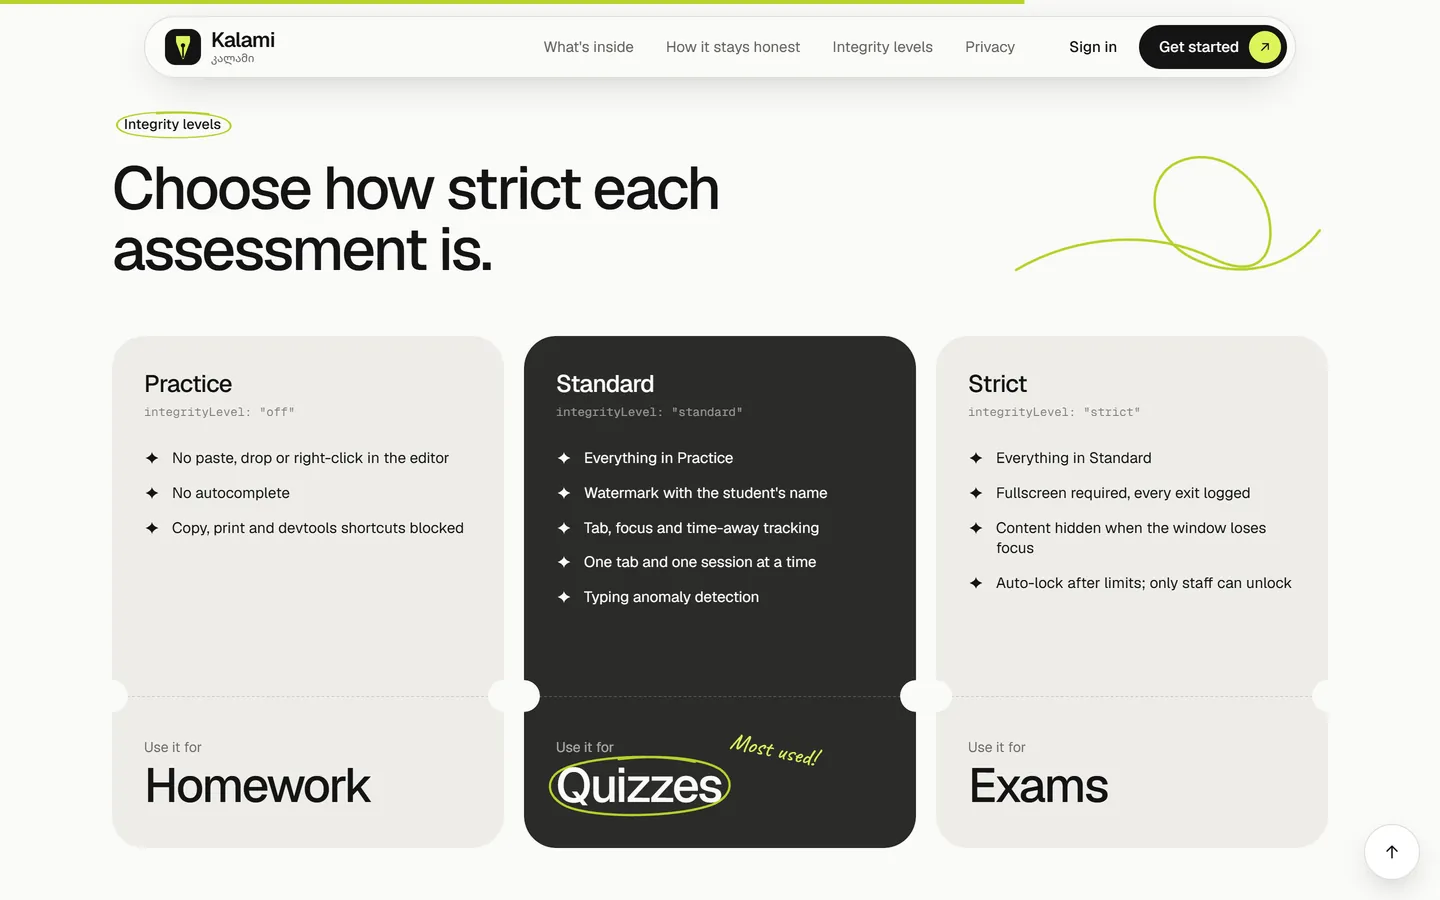 Kalami
კალამი
What's inside
How it stays honest
Integrity levels
Privacy
Sign in
Get started
Integrity levels
Choose how strict each
assessment is.
Practice
integrityLevel: "off"
No paste, drop or right-click in the editor
No autocomplete
Copy, print and devtools shortcuts blocked
Use it for
Homework
Standard
integrityLevel: "standard"
Everything in Practice
Watermark with the student's name
Tab, focus and time-away tracking
One tab and one session at a time
Typing anomaly detection
Use it for
Most used!
Quizzes
Strict
integrityLevel: "strict"
Everything in Standard
Fullscreen required, every exit logged
Content hidden when the window loses
focus
Auto-lock after limits; only staff can unlock
Use it for
Exams